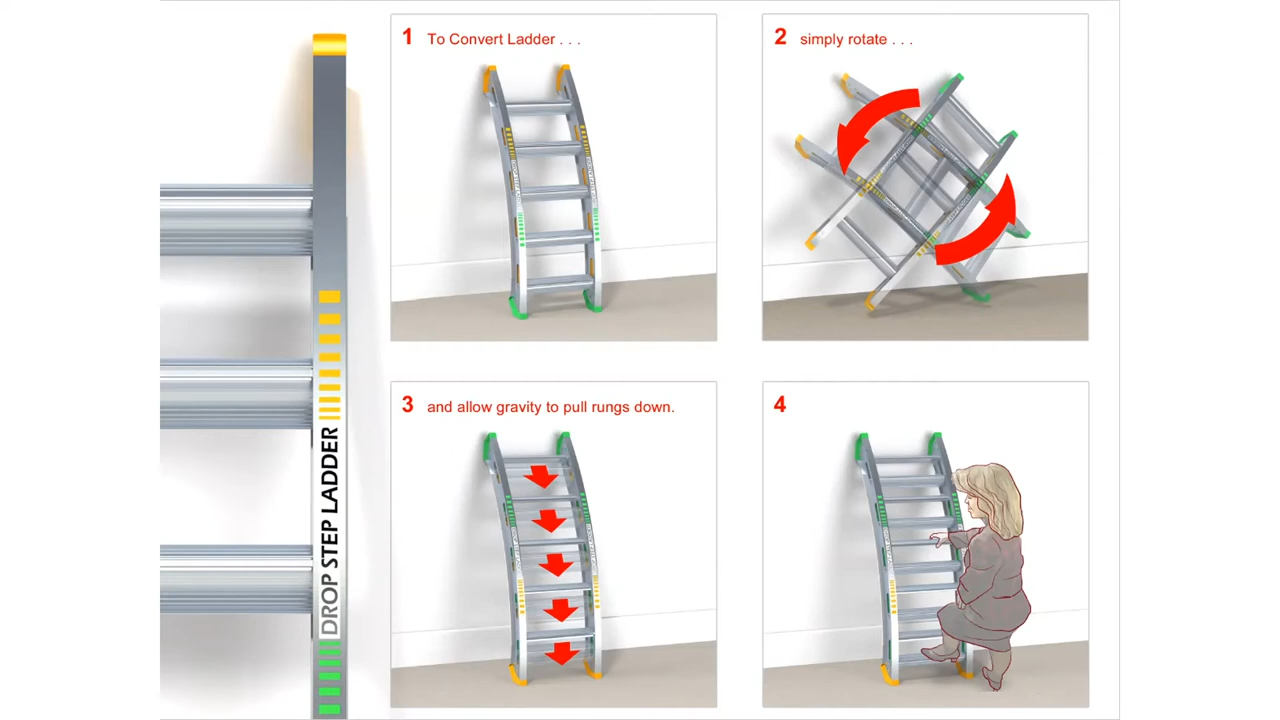 DROP STEP LADDER
1 To Convert Ladder . . .
2 simply rotate . . .
3 and allow gravity to pull rungs down.
4